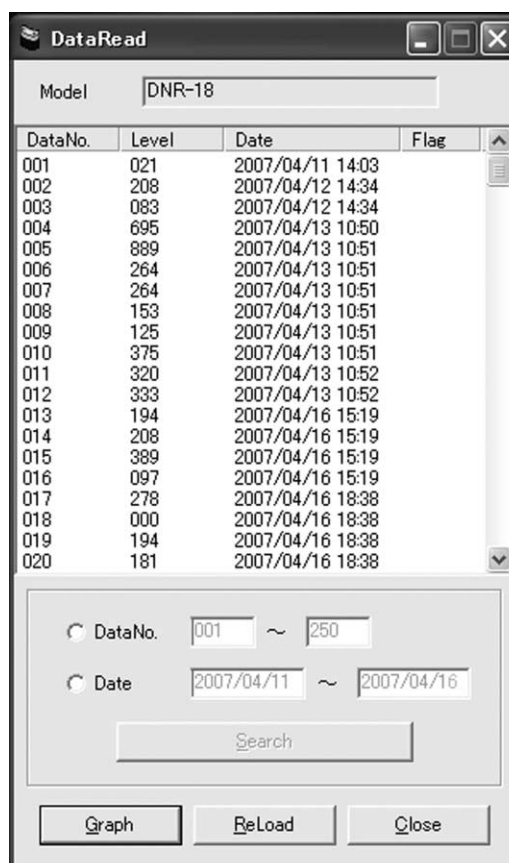 DataRead
Model DNR-18
DataNo. Level Date Flag
001 021 2007/04/11 14:03
002 208 2007/04/12 14:34
003 083 2007/04/12 14:34
004 695 2007/04/13 10:50
005 889 2007/04/13 10:51
006 264 2007/04/13 10:51
007 264 2007/04/13 10:51
008 153 2007/04/13 10:51
009 125 2007/04/13 10:51
010 375 2007/04/13 10:51
011 320 2007/04/13 10:52
012 333 2007/04/13 10:52
013 194 2007/04/16 15:19
014 208 2007/04/16 15:19
015 389 2007/04/16 15:19
016 097 2007/04/16 15:19
017 278 2007/04/16 18:38
018 000 2007/04/16 18:38
019 194 2007/04/16 18:38
020 181 2007/04/16 18:38
DataNo. 001 ～ 250
Date 2007/04/11 ～ 2007/04/16
Search
Graph ReLoad Close